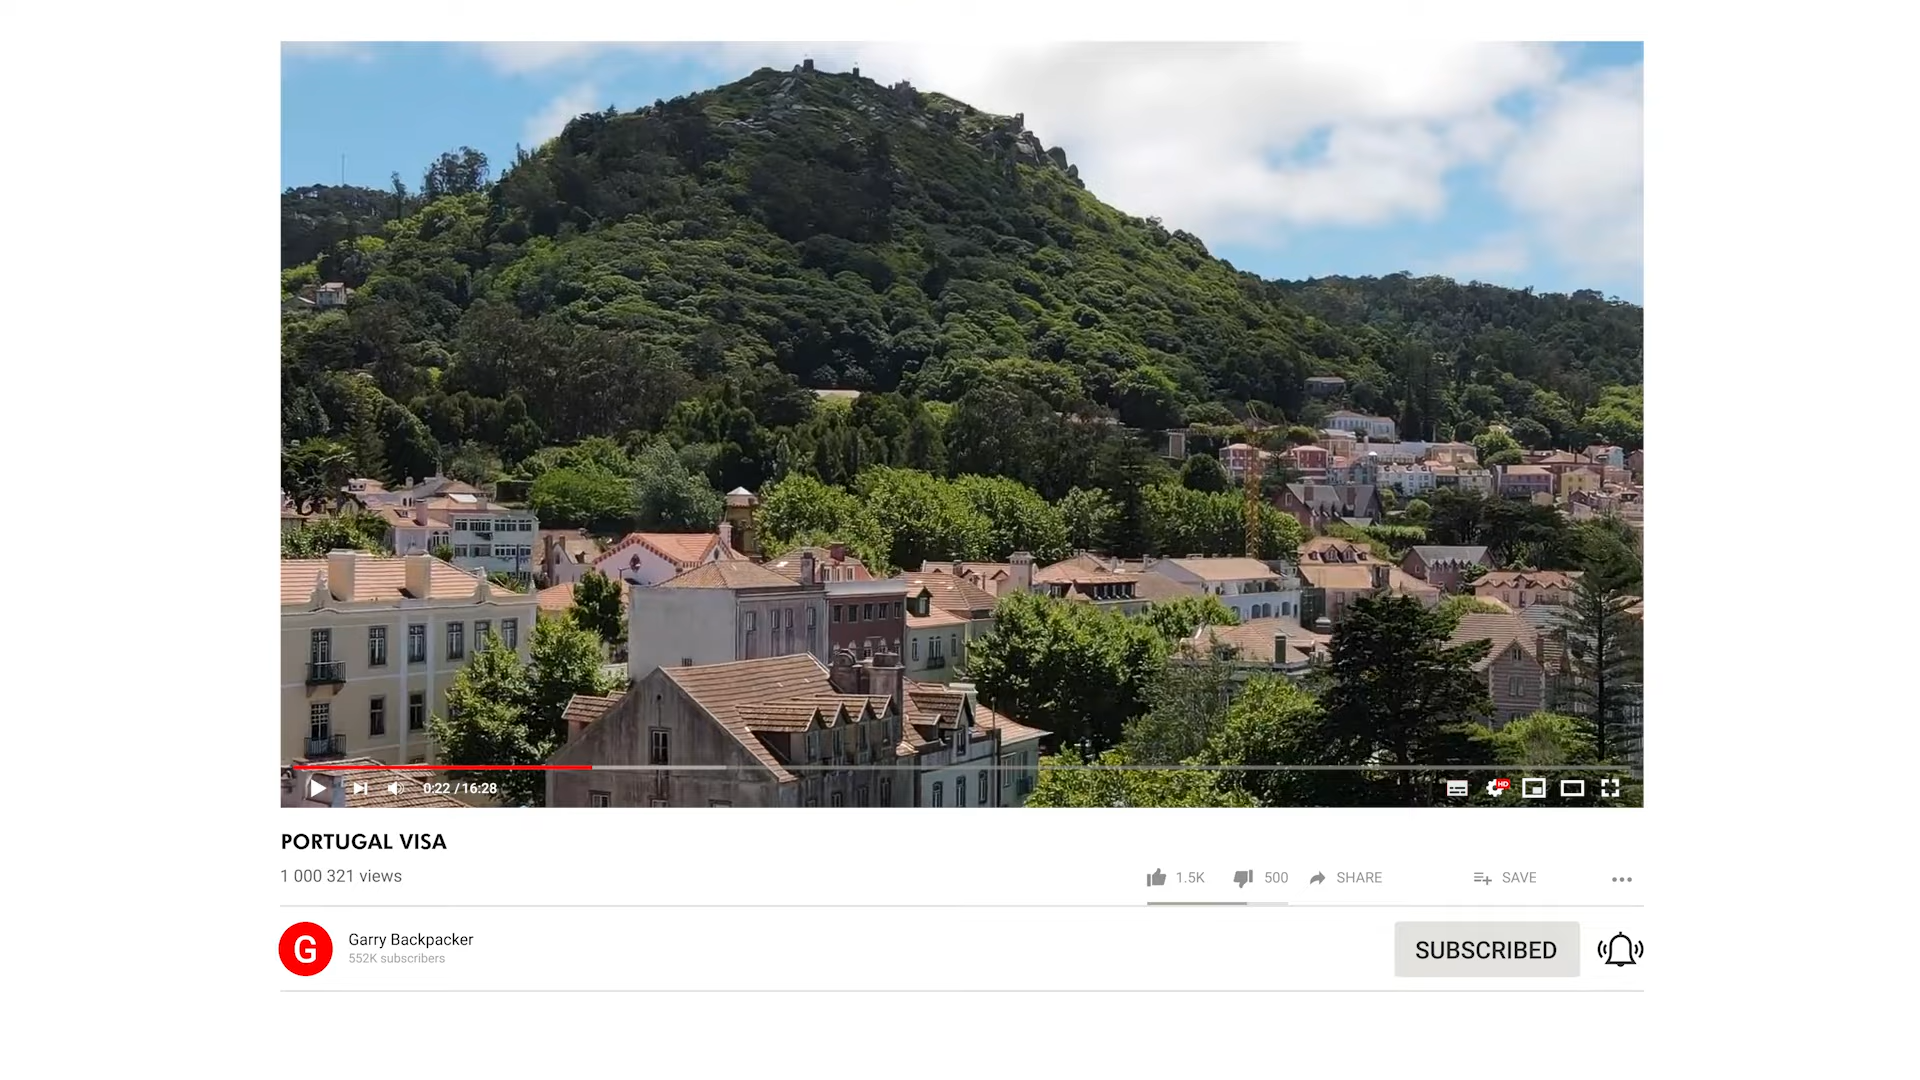 0:22 / 16:28
HD
PORTUGAL VISA
1 000 321 views
1.5K 500 SHARE SAVE
G
Garry Backpacker
552K subscribers
SUBSCRIBED